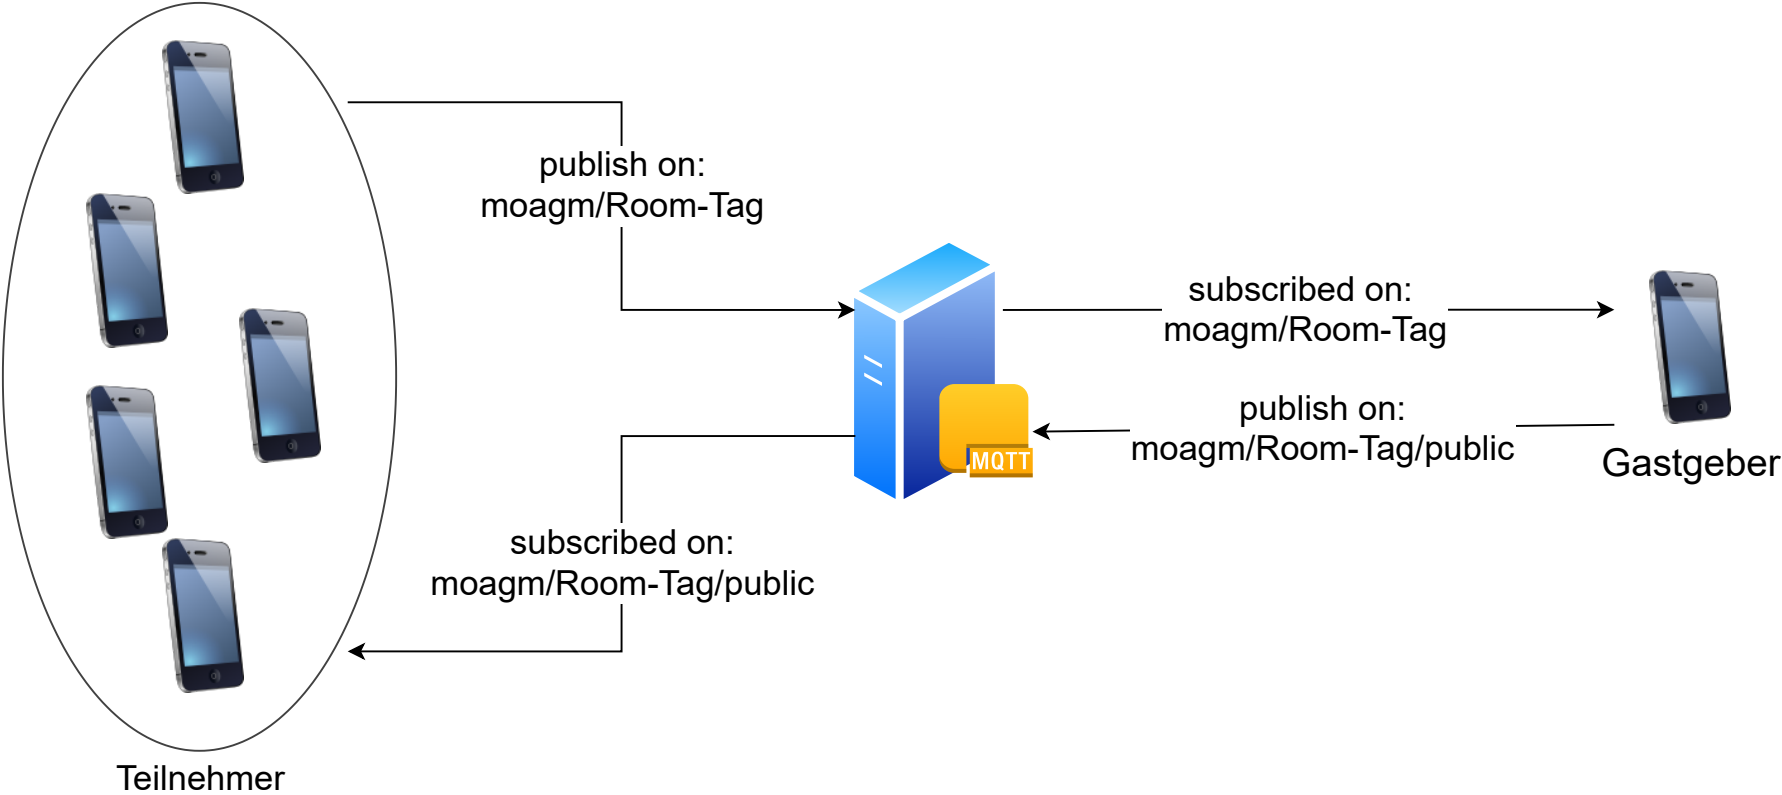 publish on:
moagm/Room-Tag
subscribed on:
moagm/Room-Tag
publish on:
moagm/Room-Tag/public
MQTT
Gastgeber
subscribed on:
moagm/Room-Tag/public
Teilnehmer